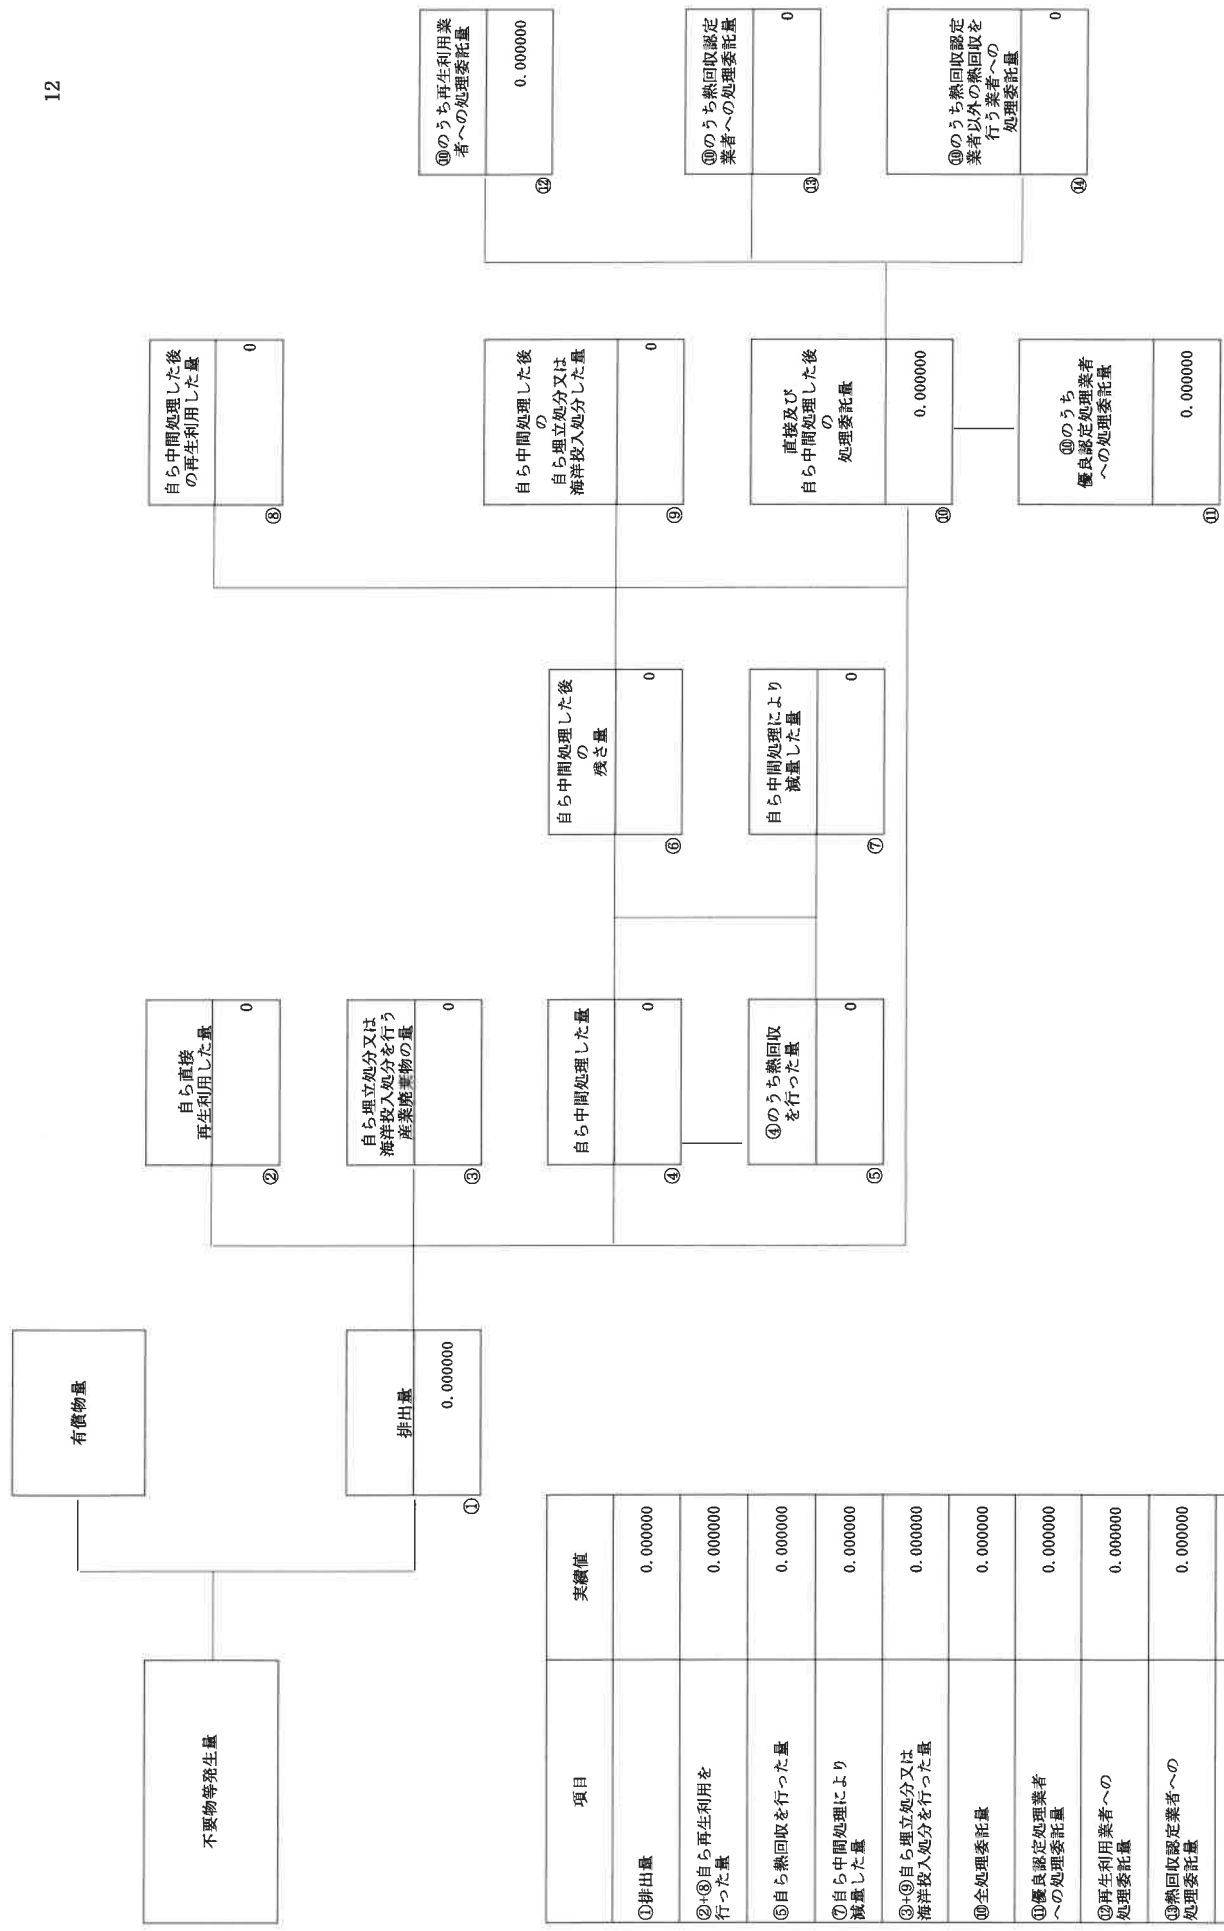 12
不要物等発生量
有償物量
排出量
0.000000
①
自ら直接
再生利用した量
0
②
自ら埋立処分又は
海洋投入処分を行う
産業廃棄物の量
0
③
自ら中間処理した量
0
④
④のうち熱回収
を行った量
0
⑤
自ら中間処理した後
の
残さ量
0
⑥
自ら中間処理により
減量した量
0
⑦
自ら中間処理した後
の再生利用した量
0
⑧
自ら中間処理した後
の
自ら埋立処分又は
海洋投入処分した量
0
⑨
直接及び
自ら中間処理した後
の
処理委託量
0.000000
⑩
⑩のうち
優良認定処理業者
への処理委託量
0.000000
⑪
⑩のうち再生利用業
者への処理委託量
0.000000
⑫
⑩のうち熱回収認定
業者への処理委託量
0
⑬
⑩のうち熱回収認定
業者以外の熱回収を
行う業者への
処理委託量
0
⑭
項目 実績値
①排出量 0.000000
②+⑧自ら再生利用を
行った量 0.000000
⑤自ら熱回収を行った量 0.000000
⑦自ら中間処理により
減量した量 0.000000
③+⑨自ら埋立処分又は
海洋投入処分を行った量 0.000000
⑩全処理委託量 0.000000
⑪優良認定処理業者
への処理委託量 0.000000
⑫再生利用業者への
処理委託量 0.000000
⑬熱回収認定業者への
処理委託量 0.000000